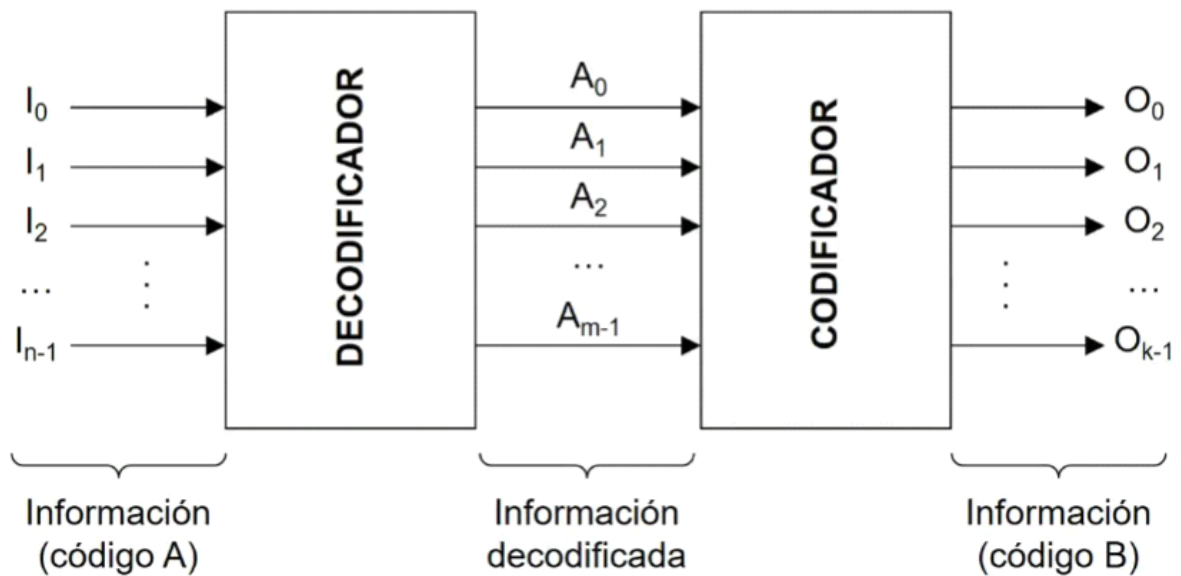 I0
I1
I2
...
In-1
DECODIFICADOR
A0
A1
A2
...
Am-1
CODIFICADOR
O0
O1
O2
...
Ok-1
Información
(código A)
Información
decodificada
Información
(código B)